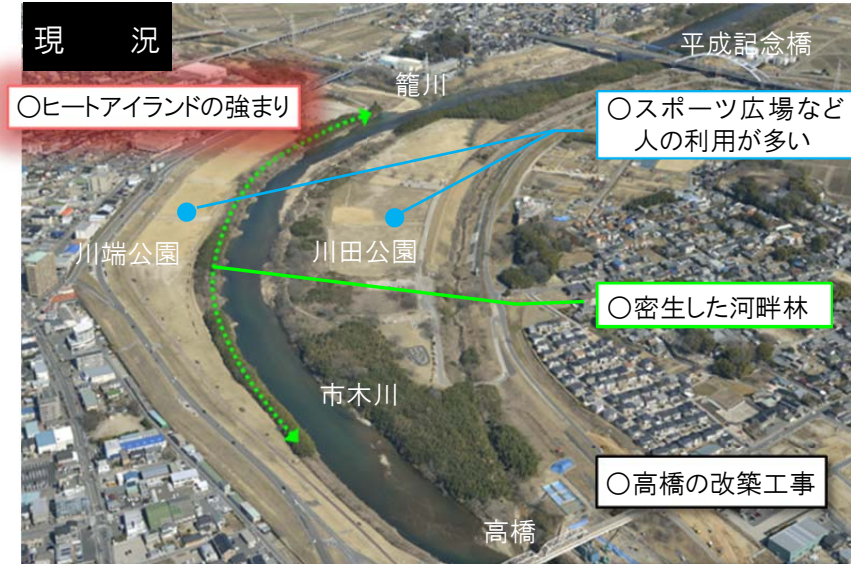 現 況
平成記念橋
籠川
○ヒートアイランドの強まり
○スポーツ広場など
人の利用が多い
川端公園
川田公園
○密生した河畔林
市木川
○高橋の改築工事
高橋